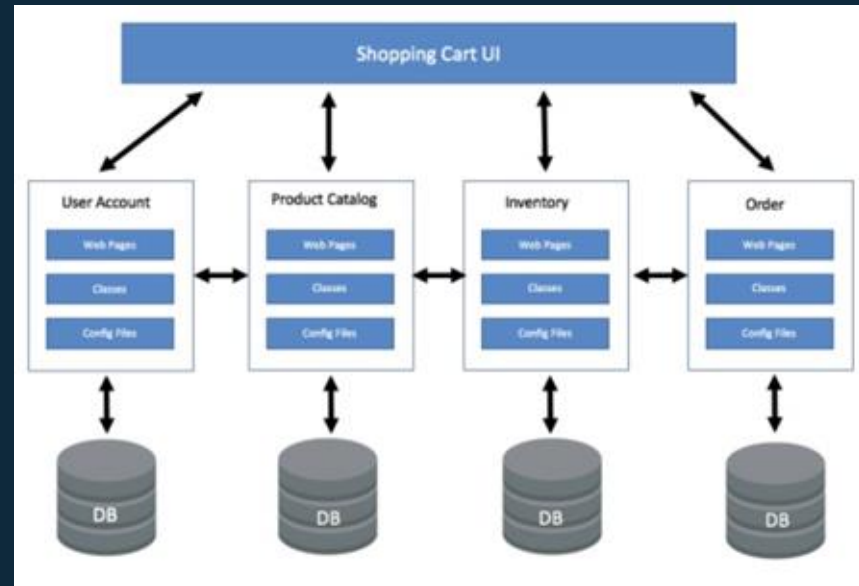 Shopping Cart UI
User Account
Web Pages
Classes
Config Files
Product Catalog
Web Pages
Classes
Config Files
Inventory
Web Pages
Classes
Config Files
Order
Web Pages
Classes
Config Files
DB
DB
DB
DB